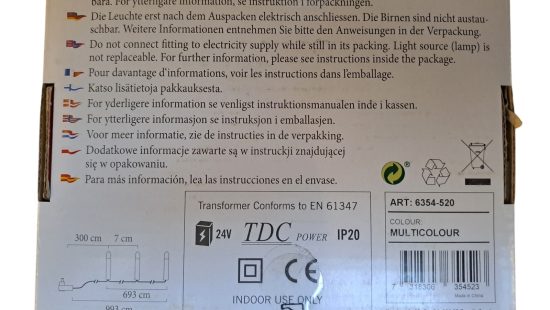 bara. För ytterligare information, se instruktion i förpackningen.
Die Leuchte erst nach dem Auspacken elektrisch anschliessen. Die Birnen sind nicht austau-
schbar. Weitere Informationen entnehmen Sie bitte den Anweisungen in der Verpackung.
Do not connect fitting to electricity supply while still in its packing. Light source (lamp) is
not replaceable. For further information, please see instructions inside the package.
Pour davantage d'informations, voir les instructions dans l'emballage.
Katso lisätietoja pakkauksesta.
For yderligere information se venligst instruktionsmanualen inde i kassen.
For ytterligere informasjon se instruksjon i emballasjen.
Voor meer informatie, zie de instructies in de verpakking.
Dodatkowe informacje zawarte są w instruckji znajdującej
się w opakowaniu.
Para más información, lea las instrucciones en el envase.
Transformer Conforms to EN 61347
24V TDC POWER IP20
CE
INDOOR USE ONLY
300 cm 7 cm
693 cm
993 cm
ART: 6354-520
COLOUR:
MULTICOLOUR
7 318306 354523
Made in China